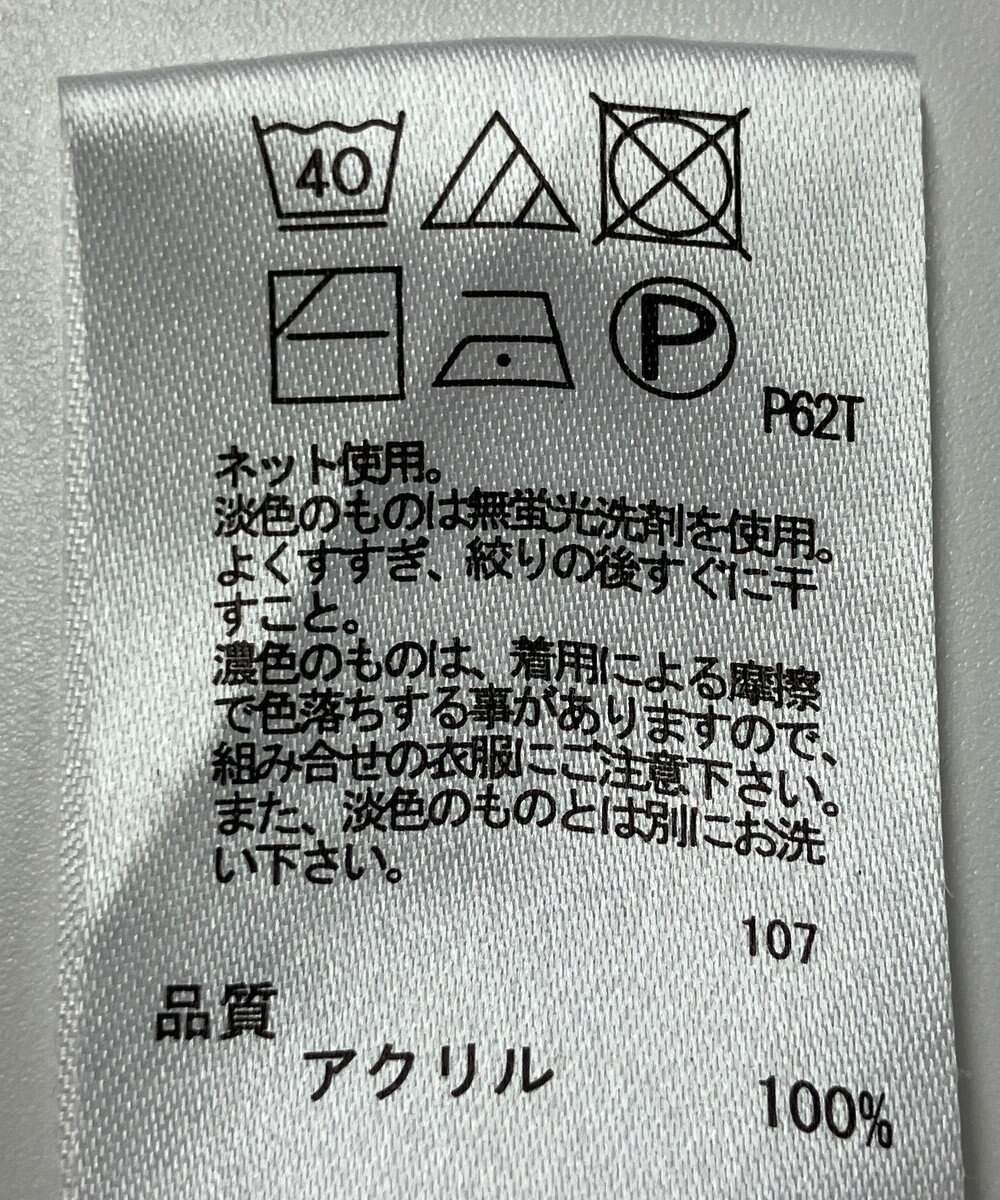 40
P
P62T
ネット使用。
淡色のものは無蛍光洗剤を使用。
よくすすぎ、絞りの後すぐに干
すこと。
濃色のものは、着用による摩擦
で色落ちする事がありますので、
組み合せの衣服にご注意下さい。
また、淡色のものとは別にお洗
い下さい。
107
品質
アクリル 100%